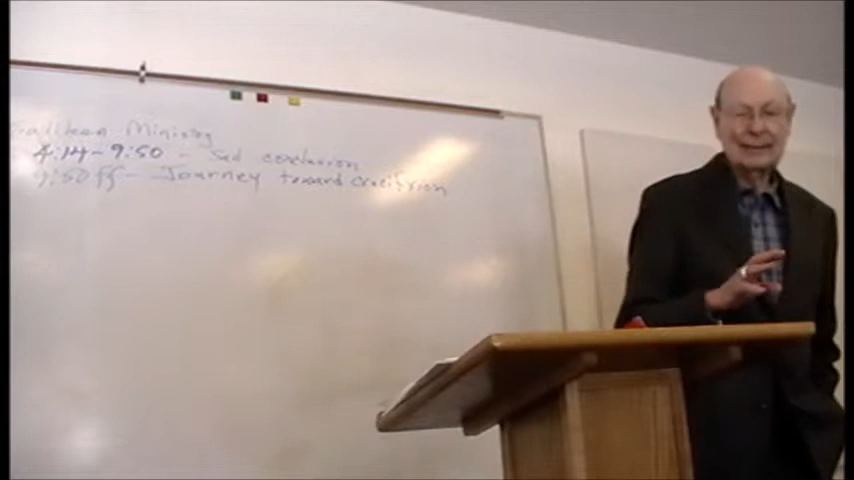 Galilean Ministry
4:14-9:50 - Sad conclusion
9:50ff- Journey toward crucifixion